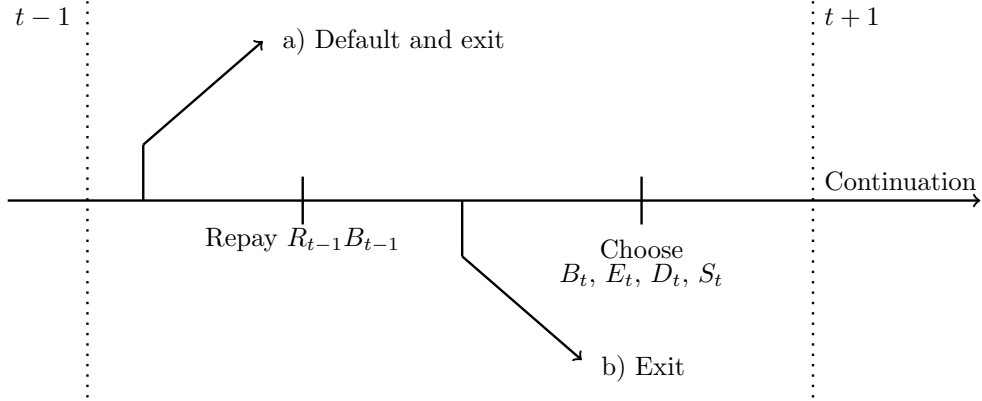 $t-1$
$t+1$
a) Default and exit
Continuation
Repay $R_{t-1}B_{t-1}$
Choose
$B_t$, $E_t$, $D_t$, $S_t$
b) Exit